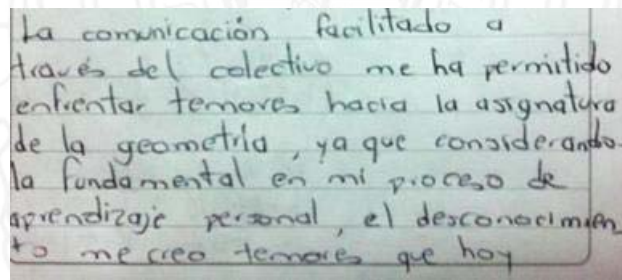 La comunicación facilitado a
través del colectivo me ha permitido
enfrentar temores hacia la asignatura
de la geometría, ya que considerando
la fundamental en mi proceso de
aprendizaje personal, el desconocimien
to me creo temores que hoy